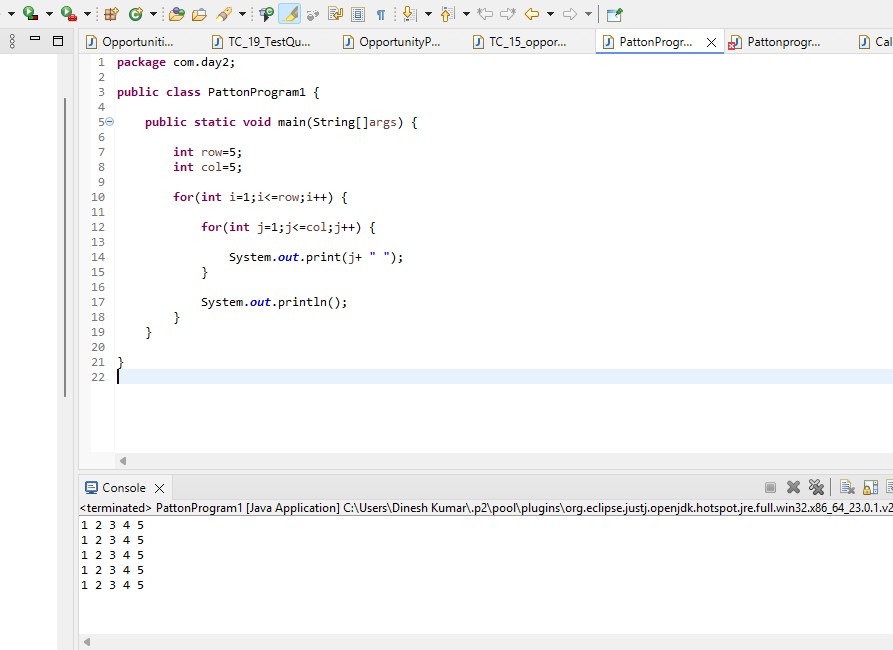 Opportuniti... TC_19_TestQu... OpportunityP... TC_15_oppor... PattonProgr... Pattonprogr... Cal
1 package com.day2;
2
3 public class PattonProgram1 {
4
5 public static void main(String[]args) {
6
7 int row=5;
8 int col=5;
9
10 for(int i=1;i<=row;i++) {
11
12 for(int j=1;j<=col;j++) {
13
14 System.out.print(j+ " ");
15 }
16
17 System.out.println();
18 }
19 }
20
21 }
22
Console
<terminated> PattonProgram1 [Java Application] C:\Users\Dinesh Kumar\.p2\pool\plugins\org.eclipse.justj.openjdk.hotspot.jre.full.win32.x86_64_23.0.1.v2
1 2 3 4 5
1 2 3 4 5
1 2 3 4 5
1 2 3 4 5
1 2 3 4 5